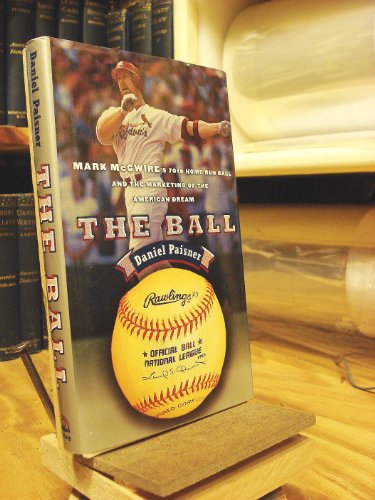 Cardinals
MARK McGWIRE'S 70TH HOME RUN BALL
AND THE MARKETING OF THE
AMERICAN DREAM
THE BALL
Daniel Paisner
Rawlings
OFFICIAL BALL
NATIONAL LEAGUE
Daniel Paisner
THE BALL